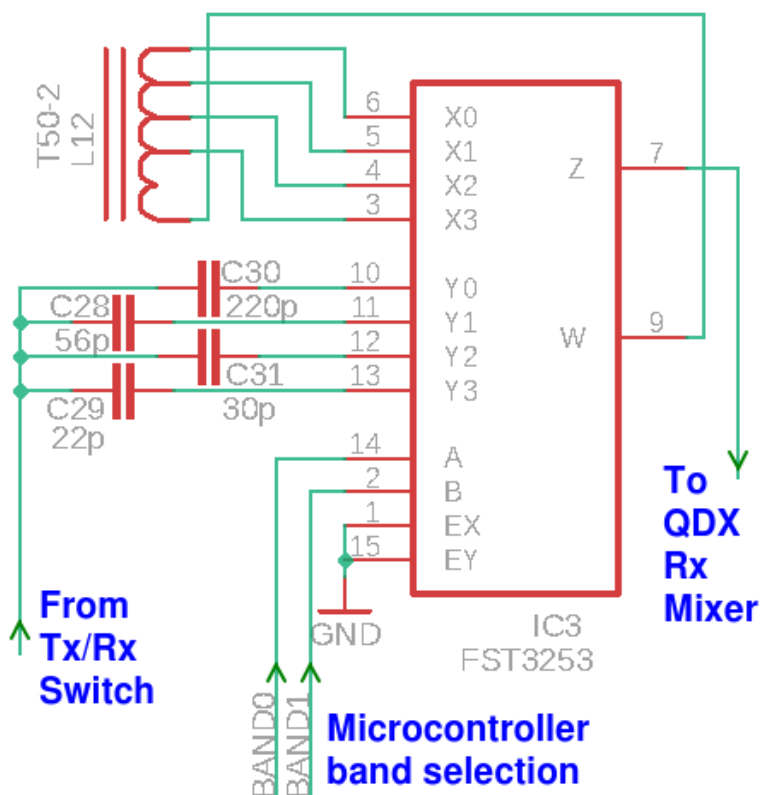 T50-2
L12
6
X0
5
X1
4
X2
3
X3
Z
7
C30
220p
10
Y0
C28
56p
11
Y1
12
Y2
W
9
C31
30p
13
Y3
C29
22p
14
A
2
B
1
EX
15
EY
To
QDX
Rx
Mixer
From
Tx/Rx
Switch
GND
IC3
FST3253
BAND0
BAND1
Microcontroller
band selection